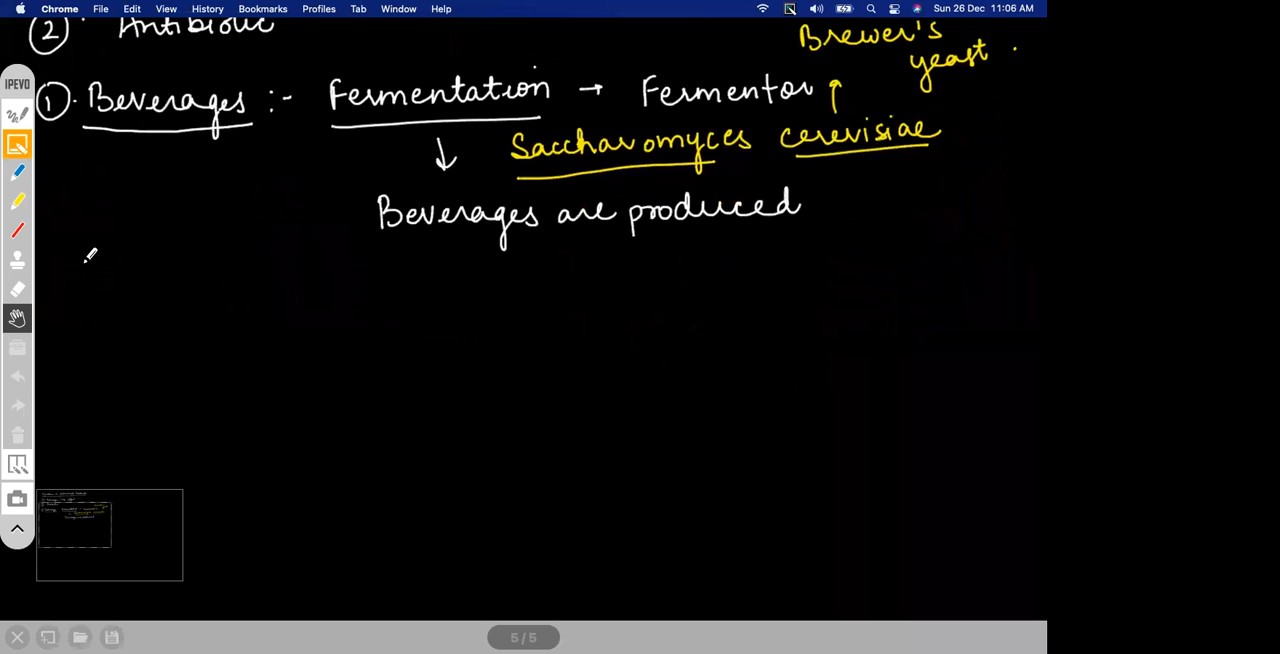 Chrome File Edit View History Bookmarks Profiles Tab Window Help Sun 26 Dec 11:06 AM
② Antibiotic
Brewer's
yeast.
IPEVO
①. Beverages :- Fermentation → Fermentor ↑
↓ Saccharomyces cerevisiae
Beverages are produced
5/5